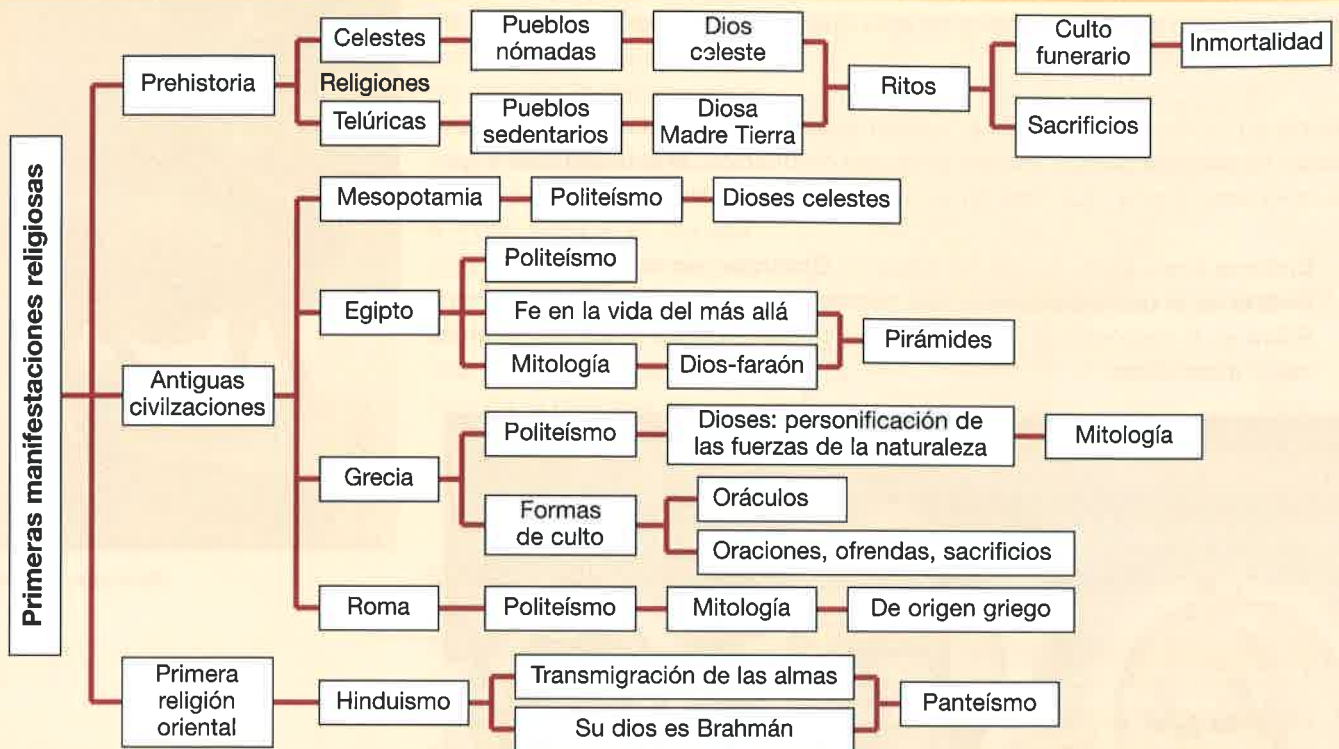 Primeras manifestaciones religiosas
Prehistoria
Religiones
Celestes
Pueblos
nómadas
Dios
celeste
Telúricas
Pueblos
sedentarios
Diosa
Madre Tierra
Ritos
Culto
funerario
Inmortalidad
Sacrificios
Antiguas
civilzaciones
Mesopotamia
Politeísmo
Dioses celestes
Egipto
Politeísmo
Fe en la vida del más allá
Mitología
Dios-faraón
Pirámides
Grecia
Politeísmo
Dioses: personificación de
las fuerzas de la naturaleza
Mitología
Formas
de culto
Oráculos
Oraciones, ofrendas, sacrificios
Roma
Politeísmo
Mitología
De origen griego
Primera
religión
oriental
Hinduismo
Transmigración de las almas
Su dios es Brahmán
Panteísmo